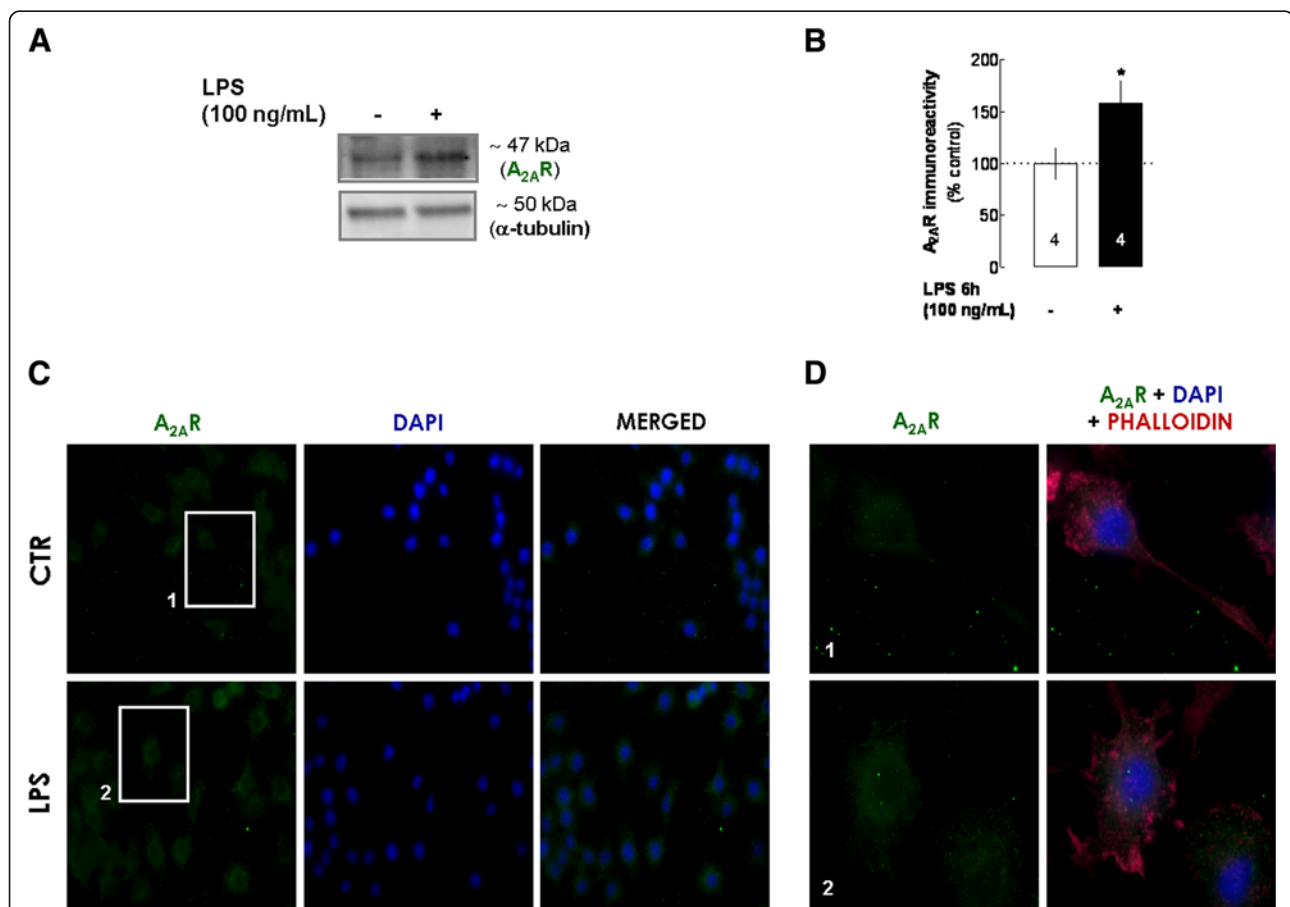 A
LPS
(100 ng/mL) - +
~ 47 kDa
(A2AR)
~ 50 kDa
(α-tubulin)
B
A2AR immunoreactivity
(% control)
200
150
100
50
0
*
4 4
LPS 6h
(100 ng/mL) - +
C
A2AR DAPI MERGED
CTR
1
LPS
2
D
A2AR
A2AR + DAPI
+ PHALLOIDIN
1
2